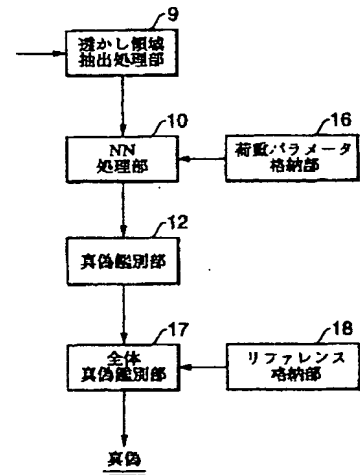 9
透かし領域
抽出処理部
10
NN
処理部
16
荷重パラメータ
格納部
12
真偽鑑別部
17
全体
真偽鑑別部
18
リファレンス
格納部
真偽